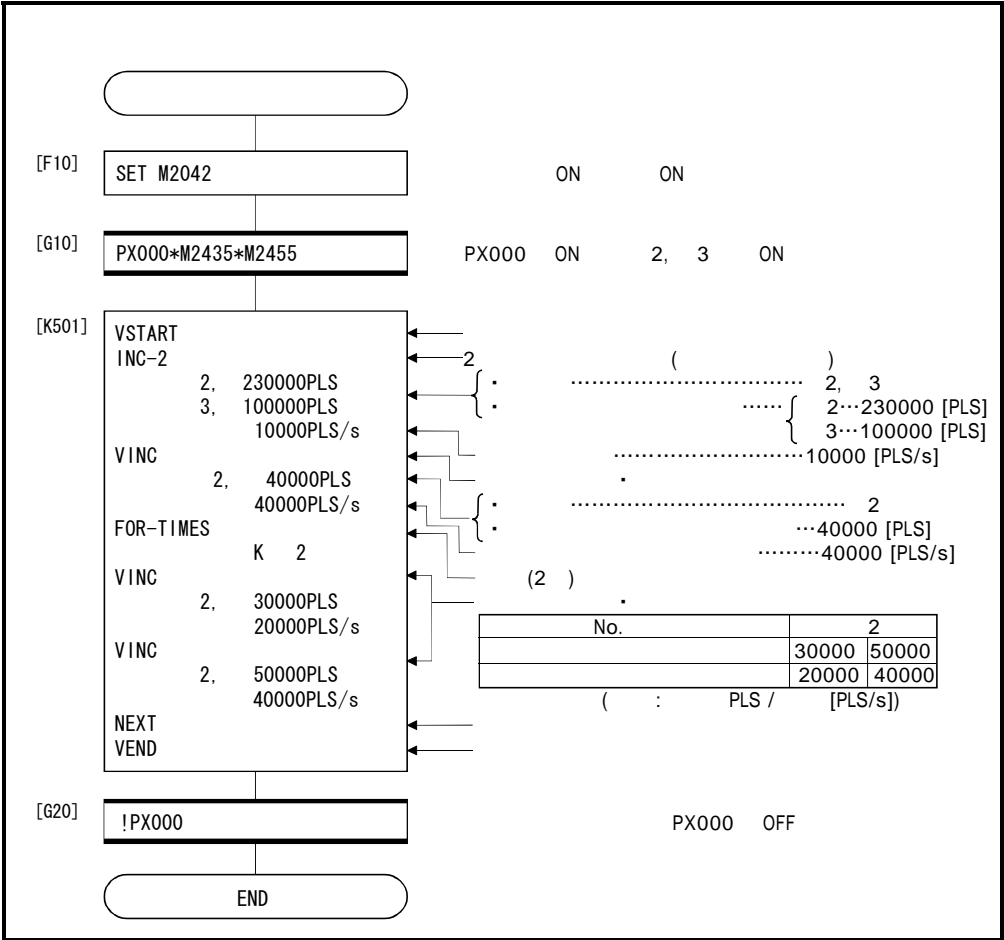 [F10]
SET M2042
ON ON
[G10]
PX000*M2435*M2455
PX000 ON 2, 3 ON
[K501]
VSTART
INC-2
2 ( )
2, 230000PLS
・ ……………………………… 2, 3
3, 100000PLS
・ …… 2…230000 [PLS]
3…100000 [PLS]
10000PLS/s
………………………10000 [PLS/s]
VINC
・
2, 40000PLS
・ ………………………………… 2
40000PLS/s
・ …40000 [PLS]
FOR-TIMES
………40000 [PLS/s]
K 2
(2 )
VINC
・
2, 30000PLS
20000PLS/s
No. 2
VINC
30000 50000
2, 50000PLS
20000 40000
40000PLS/s
( : PLS / [PLS/s])
NEXT
VEND
[G20]
!PX000
PX000 OFF
END